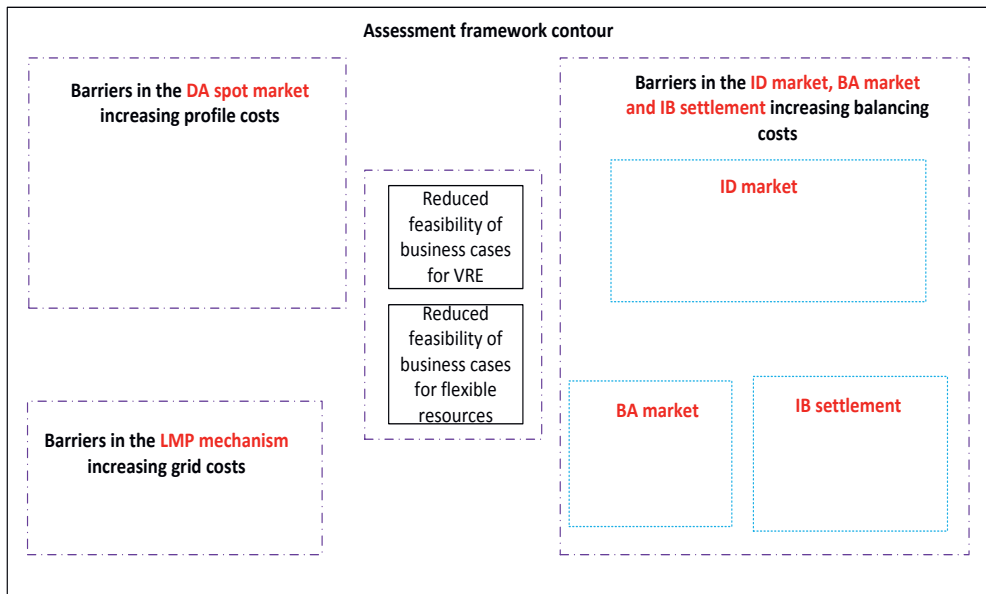 Assessment framework contour
Barriers in the DA spot market
increasing profile costs
Barriers in the LMP mechanism
increasing grid costs
Reduced
feasibility of
business cases
for VRE
Reduced
feasibility of
business cases
for flexible
resources
Barriers in the ID market, BA market
and IB settlement increasing balancing
costs
ID market
BA market
IB settlement